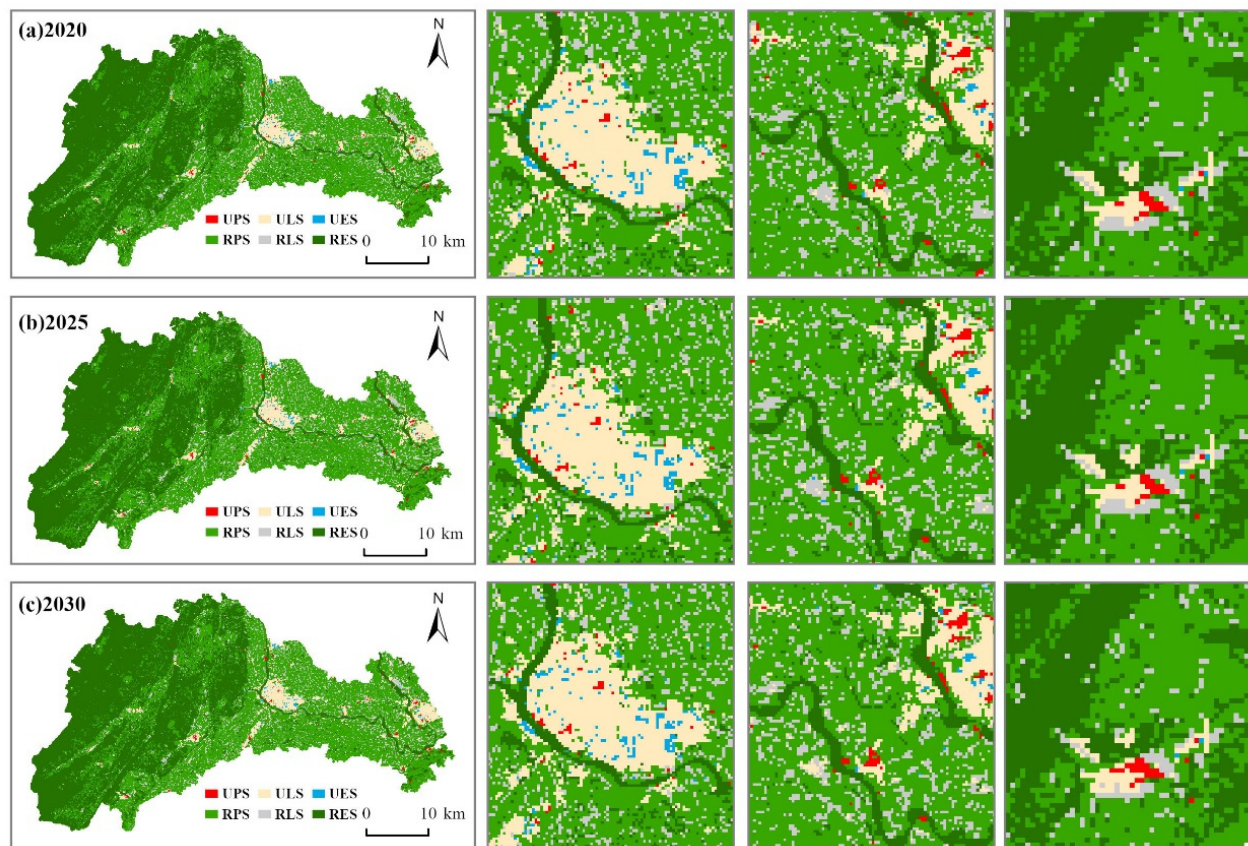 (a)2020
N
UPS ULS UES
RPS RLS RES
0 10 km
(b)2025
N
UPS ULS UES
RPS RLS RES
0 10 km
(c)2030
N
UPS ULS UES
RPS RLS RES
0 10 km